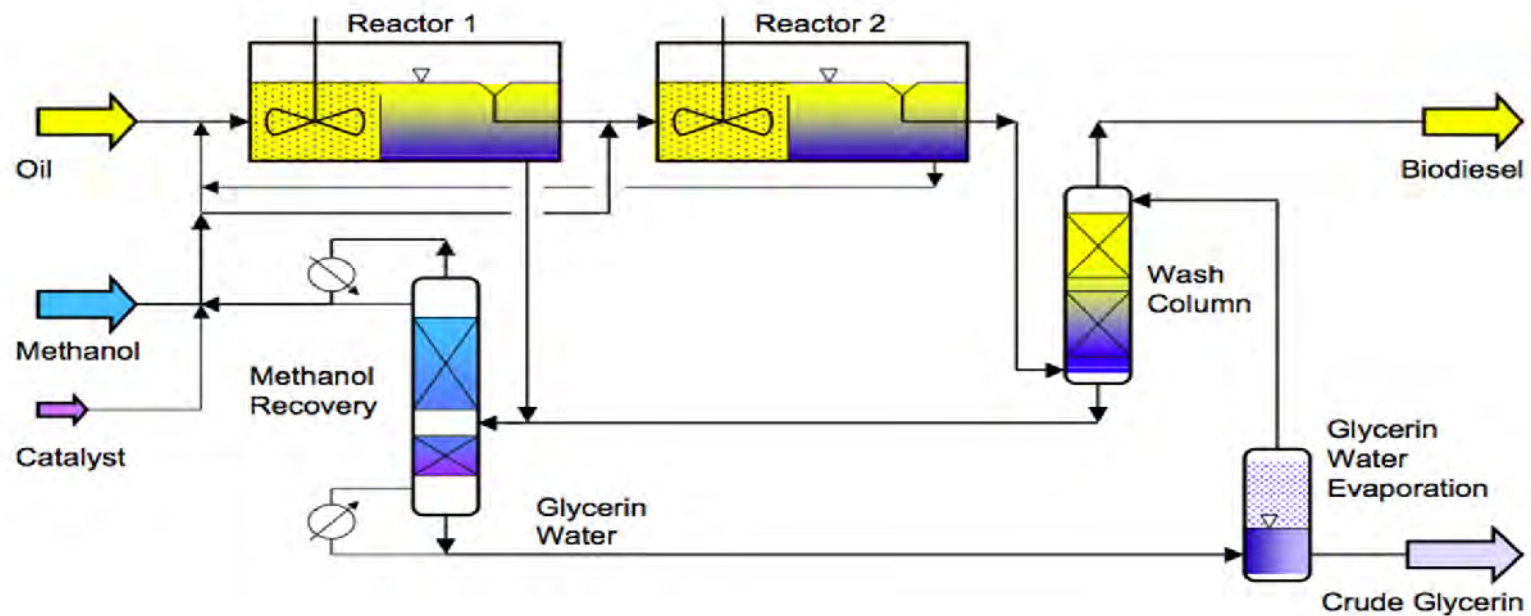 Reactor 1
Reactor 2
Oil
Biodiesel
Methanol
Methanol
Recovery
Wash
Column
Catalyst
Glycerin
Water
Glycerin
Water
Evaporation
Crude Glycerin